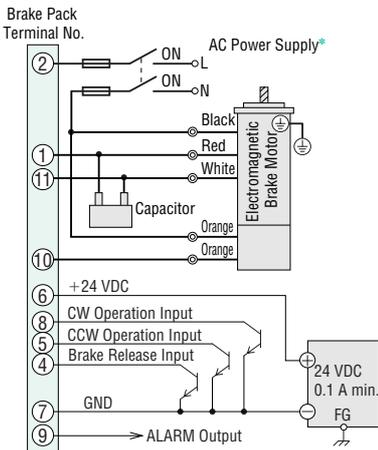 Brake Pack
Terminal No.
2
ON
AC Power Supply*
L
ON
N
Black
1
Red
11
White
Electromagnetic
Brake Motor
Capacitor
Orange
10
Orange
6
+24 VDC
8
CW Operation Input
5
CCW Operation Input
4
Brake Release Input
+
24 VDC
0.1 A min.
7
GND
−
FG
9
ALARM Output